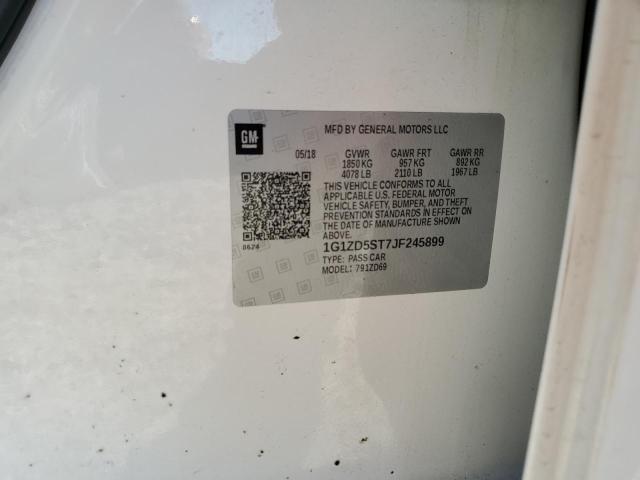 GM
MFD BY GENERAL MOTORS LLC
05/18 GVWR GAWR FRT GAWR RR
1850 KG 957 KG 892 KG
4078 LB 2110 LB 1967 LB
THIS VEHICLE CONFORMS TO ALL
APPLICABLE U.S. FEDERAL MOTOR
VEHICLE SAFETY, BUMPER, AND THEFT
PREVENTION STANDARDS IN EFFECT ON
THE DATE OF MANUFACTURE SHOWN
ABOVE.
8624
1G1ZD5ST7JF245899
TYPE: PASS CAR
MODEL: 791ZD69